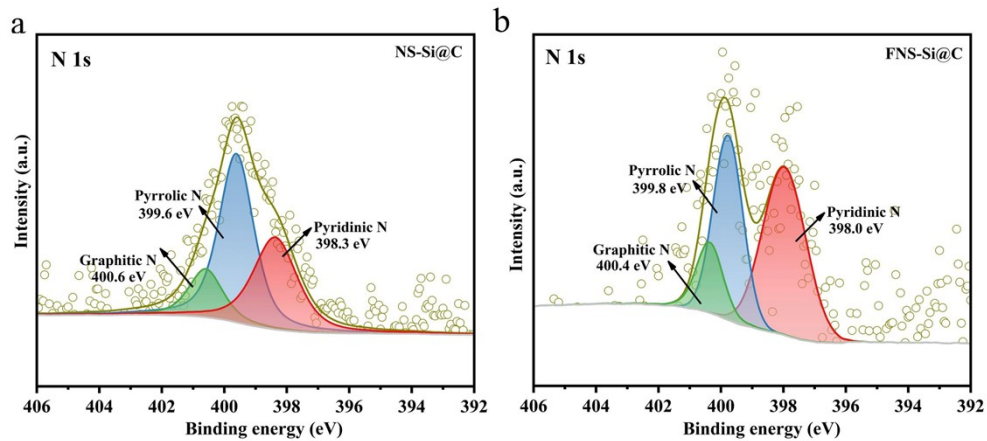 a
N 1s
NS-Si@C
Pyrrolic N
399.6 eV
Pyridinic N
398.3 eV
Graphitic N
400.6 eV
Intensity (a.u.)
406 404 402 400 398 396 394 392
Binding energy (eV)
b
N 1s
FNS-Si@C
Pyrrolic N
399.8 eV
Pyridinic N
398.0 eV
Graphitic N
400.4 eV
Intensity (a.u.)
406 404 402 400 398 396 394 392
Binding energy (eV)